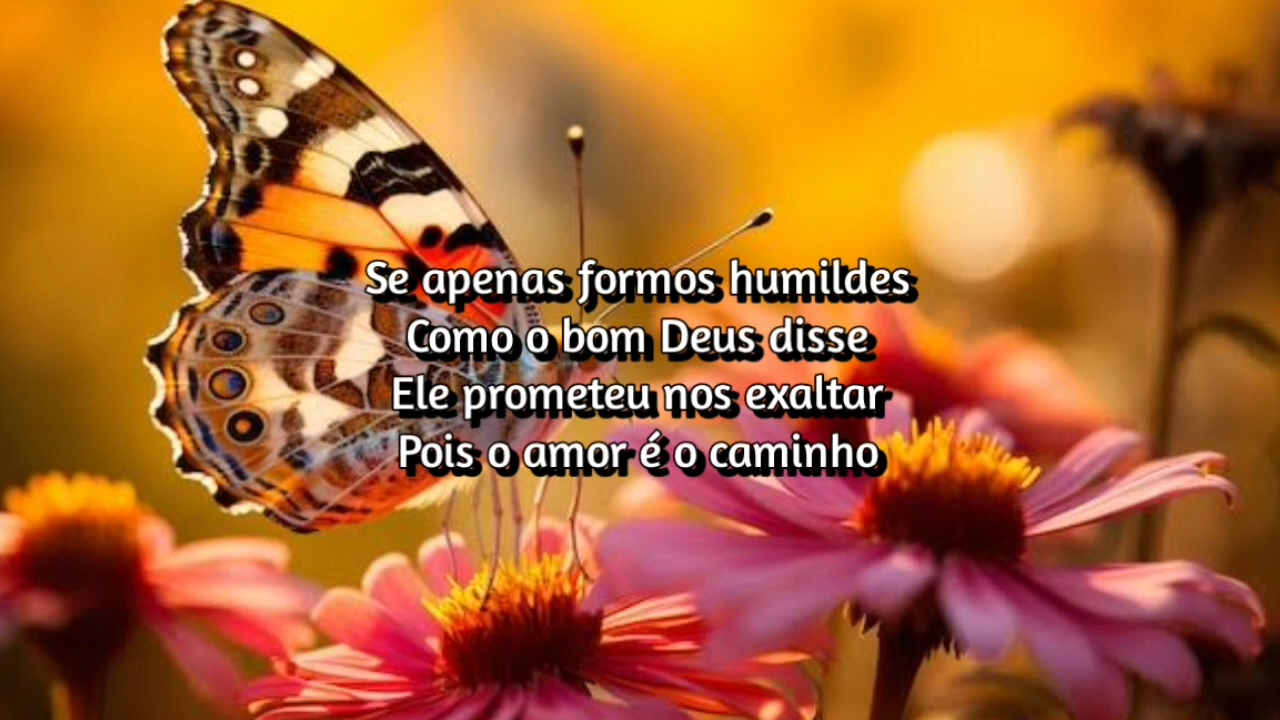 Se apenas formos humildes
Como o bom Deus disse
Ele prometeu nos exaltar
Pois o amor é o caminho